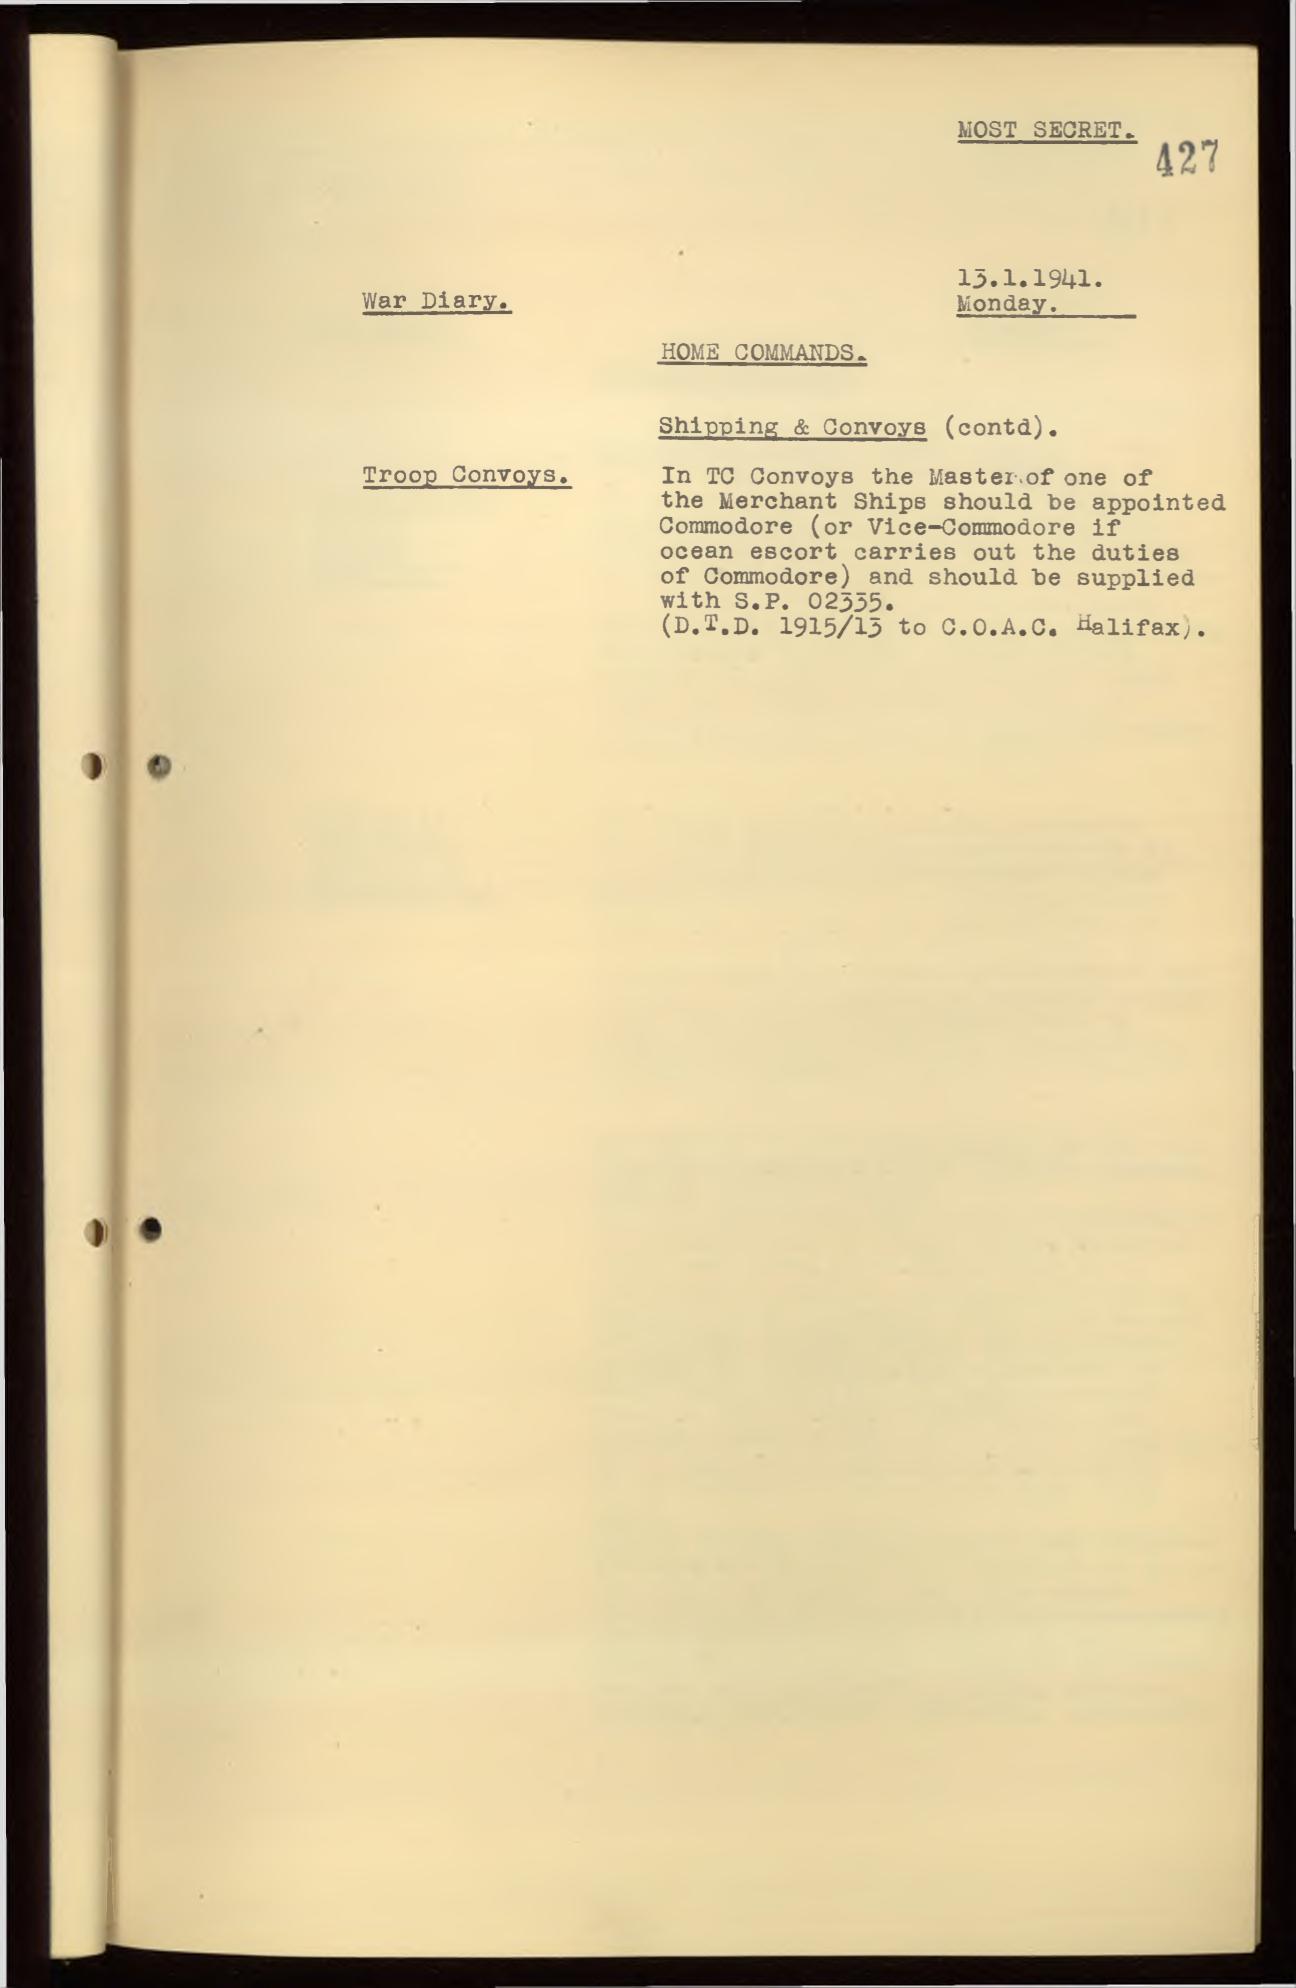 MOST SECRET.
427
13.1.1941.
War Diary.
Monday.
HOME COMMANDS.
Shipping & Convoys (contd).
Troop Convoys.
In TC Convoys the Master of one of
the Merchant Ships should be appointed
Commodore (or Vice-Commodore if
ocean escort carries out the duties
of Commodore) and should be supplied
with S.P. 02335.
(D.T.D. 1915/13 to C.O.A.C. Halifax).